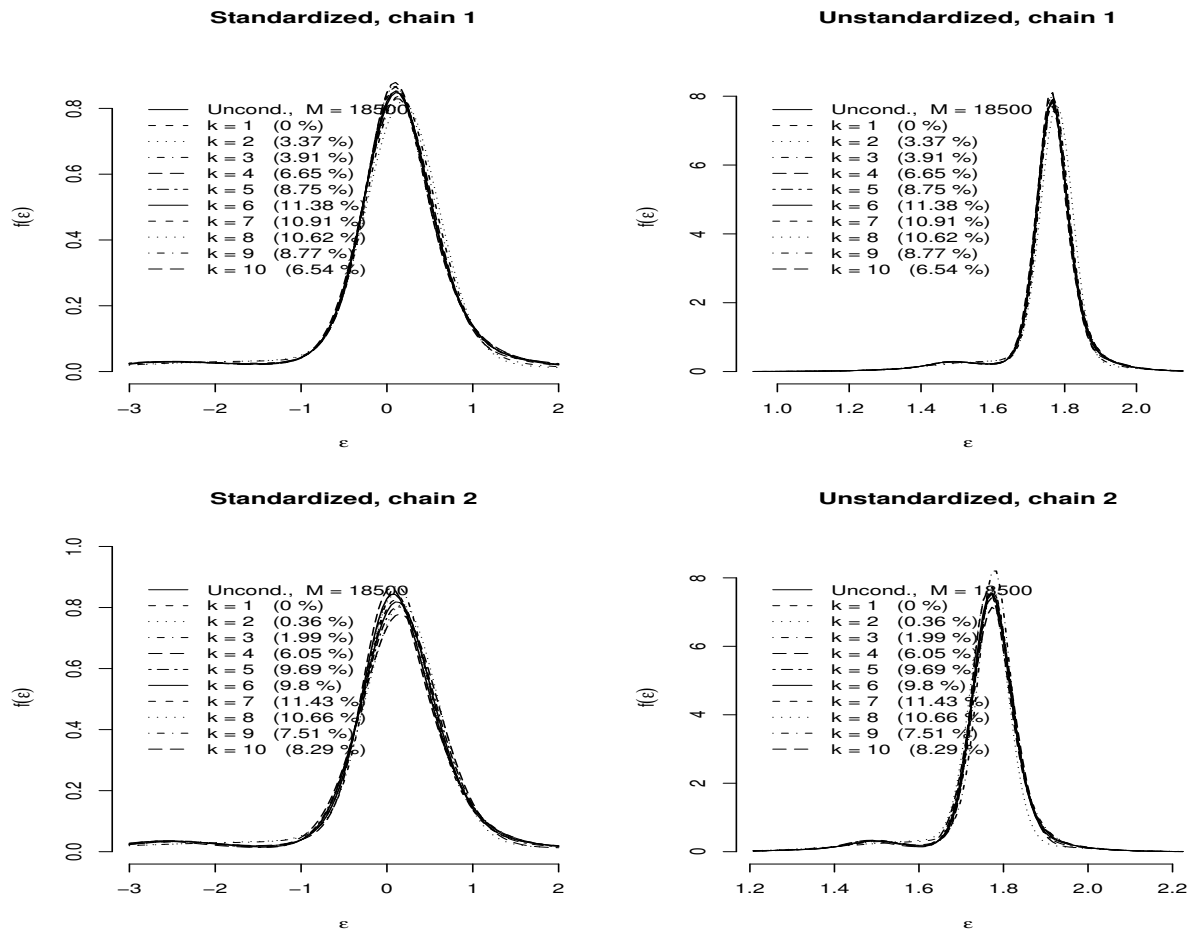 Standardized, chain 1
f(ε)
0.0 0.2 0.4 0.6 0.8
Uncond., M = 18500
k = 1 (0 %)
k = 2 (3.37 %)
k = 3 (3.91 %)
k = 4 (6.65 %)
k = 5 (8.75 %)
k = 6 (11.38 %)
k = 7 (10.91 %)
k = 8 (10.62 %)
k = 9 (8.77 %)
k = 10 (6.54 %)
−3 −2 −1 0 1 2
ε
Unstandardized, chain 1
f(ε)
0 2 4 6 8
Uncond., M = 18500
k = 1 (0 %)
k = 2 (3.37 %)
k = 3 (3.91 %)
k = 4 (6.65 %)
k = 5 (8.75 %)
k = 6 (11.38 %)
k = 7 (10.91 %)
k = 8 (10.62 %)
k = 9 (8.77 %)
k = 10 (6.54 %)
1.0 1.2 1.4 1.6 1.8 2.0
ε
Standardized, chain 2
f(ε)
0.0 0.2 0.4 0.6 0.8 1.0
Uncond., M = 18500
k = 1 (0 %)
k = 2 (0.36 %)
k = 3 (1.99 %)
k = 4 (6.05 %)
k = 5 (9.69 %)
k = 6 (9.8 %)
k = 7 (11.43 %)
k = 8 (10.66 %)
k = 9 (7.51 %)
k = 10 (8.29 %)
−3 −2 −1 0 1 2
ε
Unstandardized, chain 2
f(ε)
0 2 4 6 8
Uncond., M = 18500
k = 1 (0 %)
k = 2 (0.36 %)
k = 3 (1.99 %)
k = 4 (6.05 %)
k = 5 (9.69 %)
k = 6 (9.8 %)
k = 7 (11.43 %)
k = 8 (10.66 %)
k = 9 (7.51 %)
k = 10 (8.29 %)
1.2 1.4 1.6 1.8 2.0 2.2
ε